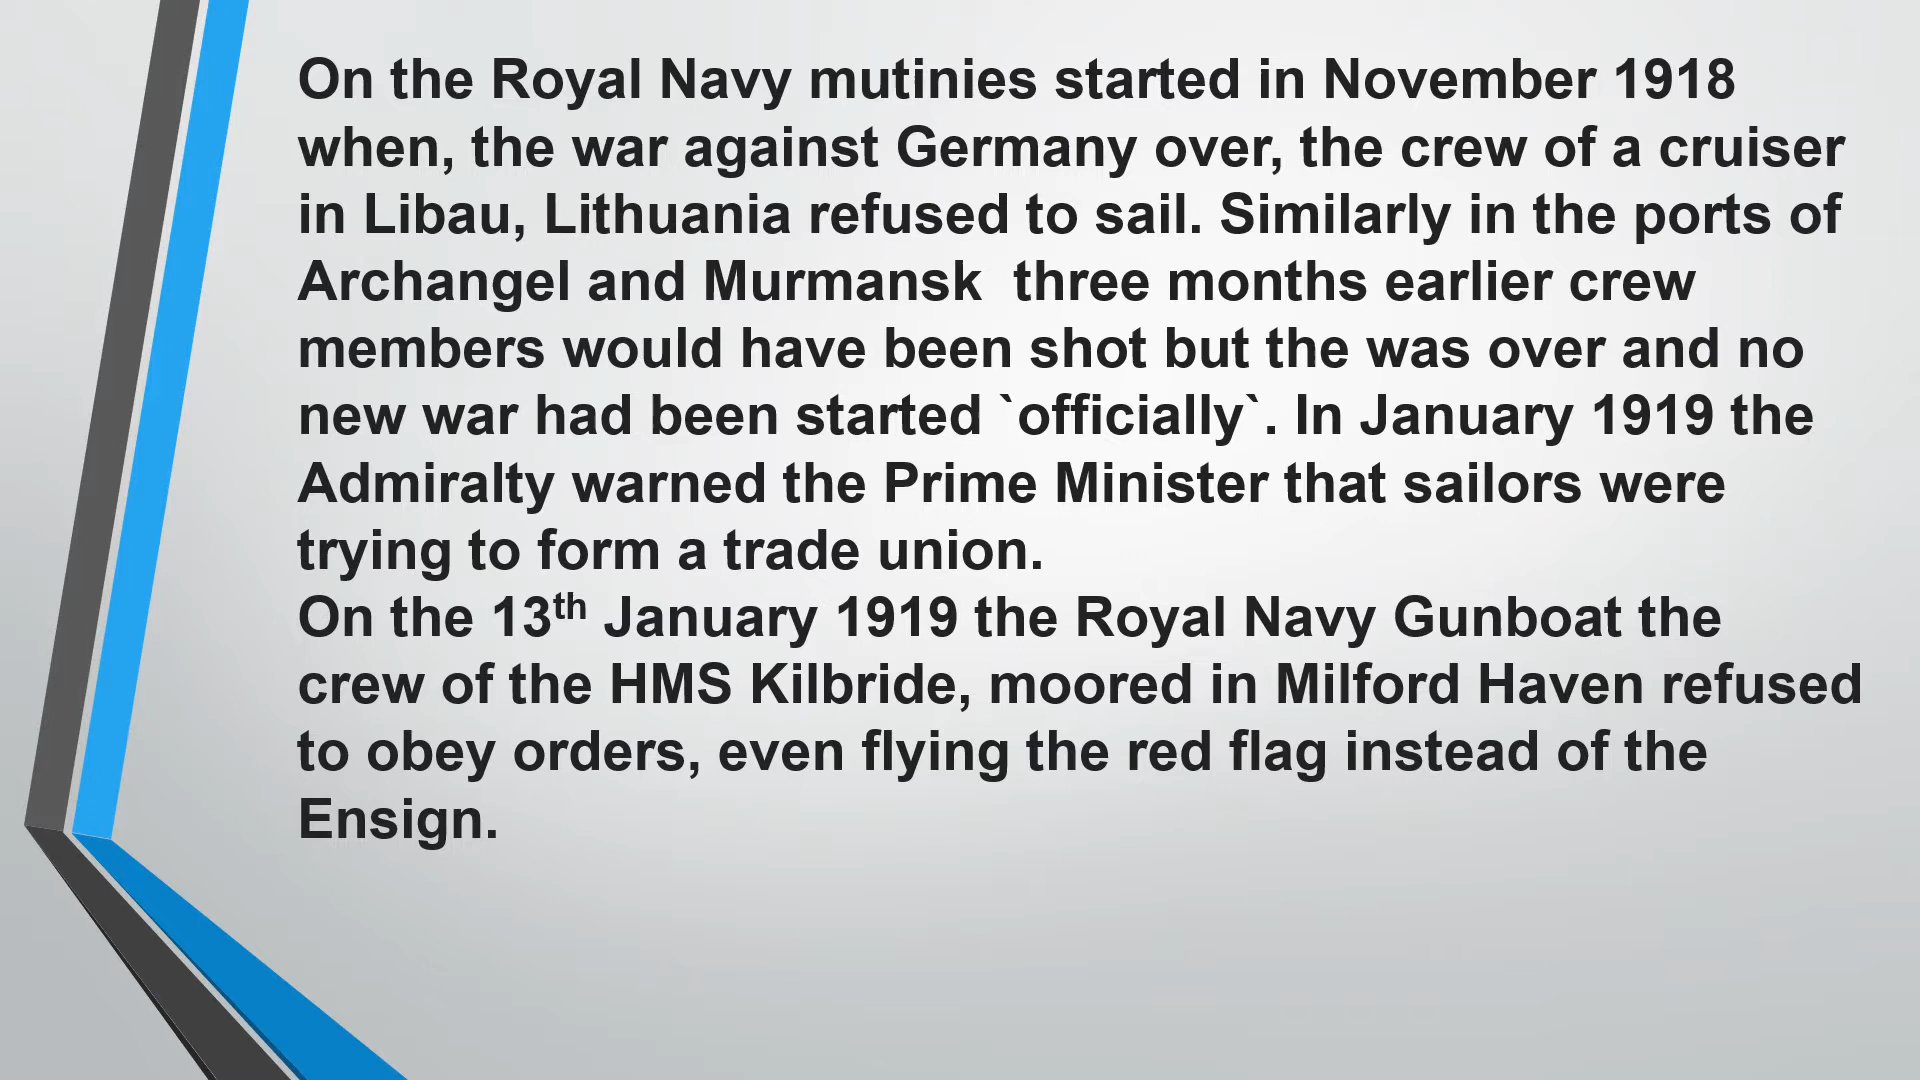 On the Royal Navy mutinies started in November 1918
when, the war against Germany over, the crew of a cruiser
in Libau, Lithuania refused to sail. Similarly in the ports of
Archangel and Murmansk  three months earlier crew
members would have been shot but the was over and no
new war had been started `officially`. In January 1919 the
Admiralty warned the Prime Minister that sailors were
trying to form a trade union.
On the 13th January 1919 the Royal Navy Gunboat the
crew of the HMS Kilbride, moored in Milford Haven refused
to obey orders, even flying the red flag instead of the
Ensign.